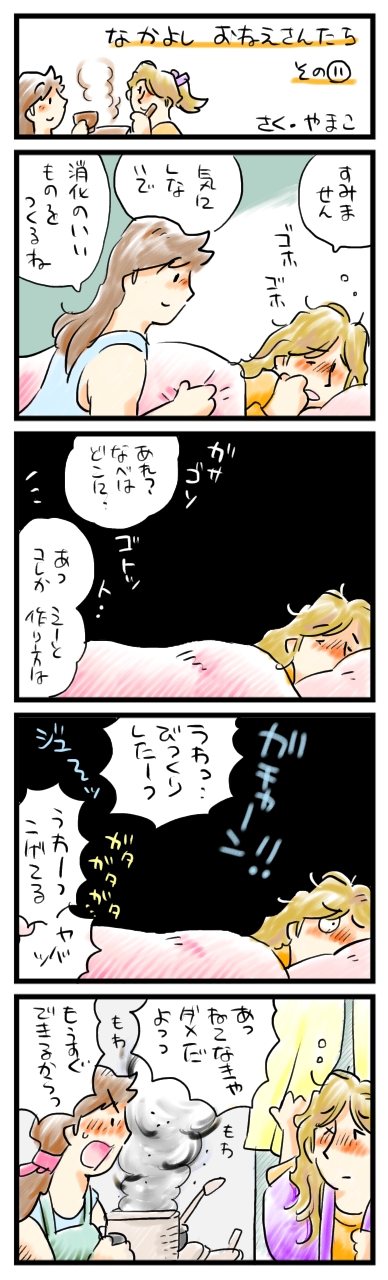 なかよし おねえさんたち
その⑪
さく・やまこ
すみま
せん
ゴホ
ゴホ
気に
しな
いで
消化のいい
ものを
つくるね
ガサ
ゴソ
あれ?
なべは
どこに・
ゴトッ
ト・・
あっ
コレか
えーと
作り方は
ガチャーン!!
うわっ・・
びっくり
したーっ
ジューッ
ガタ
ガタ
ガタ
うわーっ
こげてる
ヤバッ
あっ
ねてなきゃ
ダメだ
よっっ
もわ
もわ
もうすぐ
できるからっ